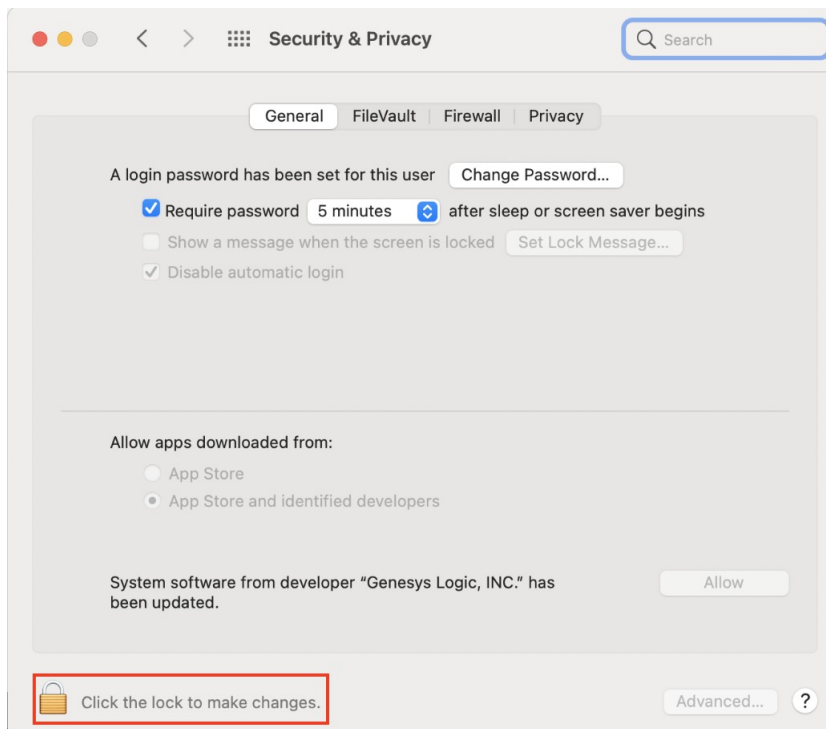 Security & Privacy
Search
General FileVault Firewall Privacy
A login password has been set for this user Change Password...
Require password 5 minutes after sleep or screen saver begins
Show a message when the screen is locked Set Lock Message...
Disable automatic login
Allow apps downloaded from:
App Store
App Store and identified developers
System software from developer “Genesys Logic, INC.” has
been updated.
Allow
Click the lock to make changes.
Advanced...
?